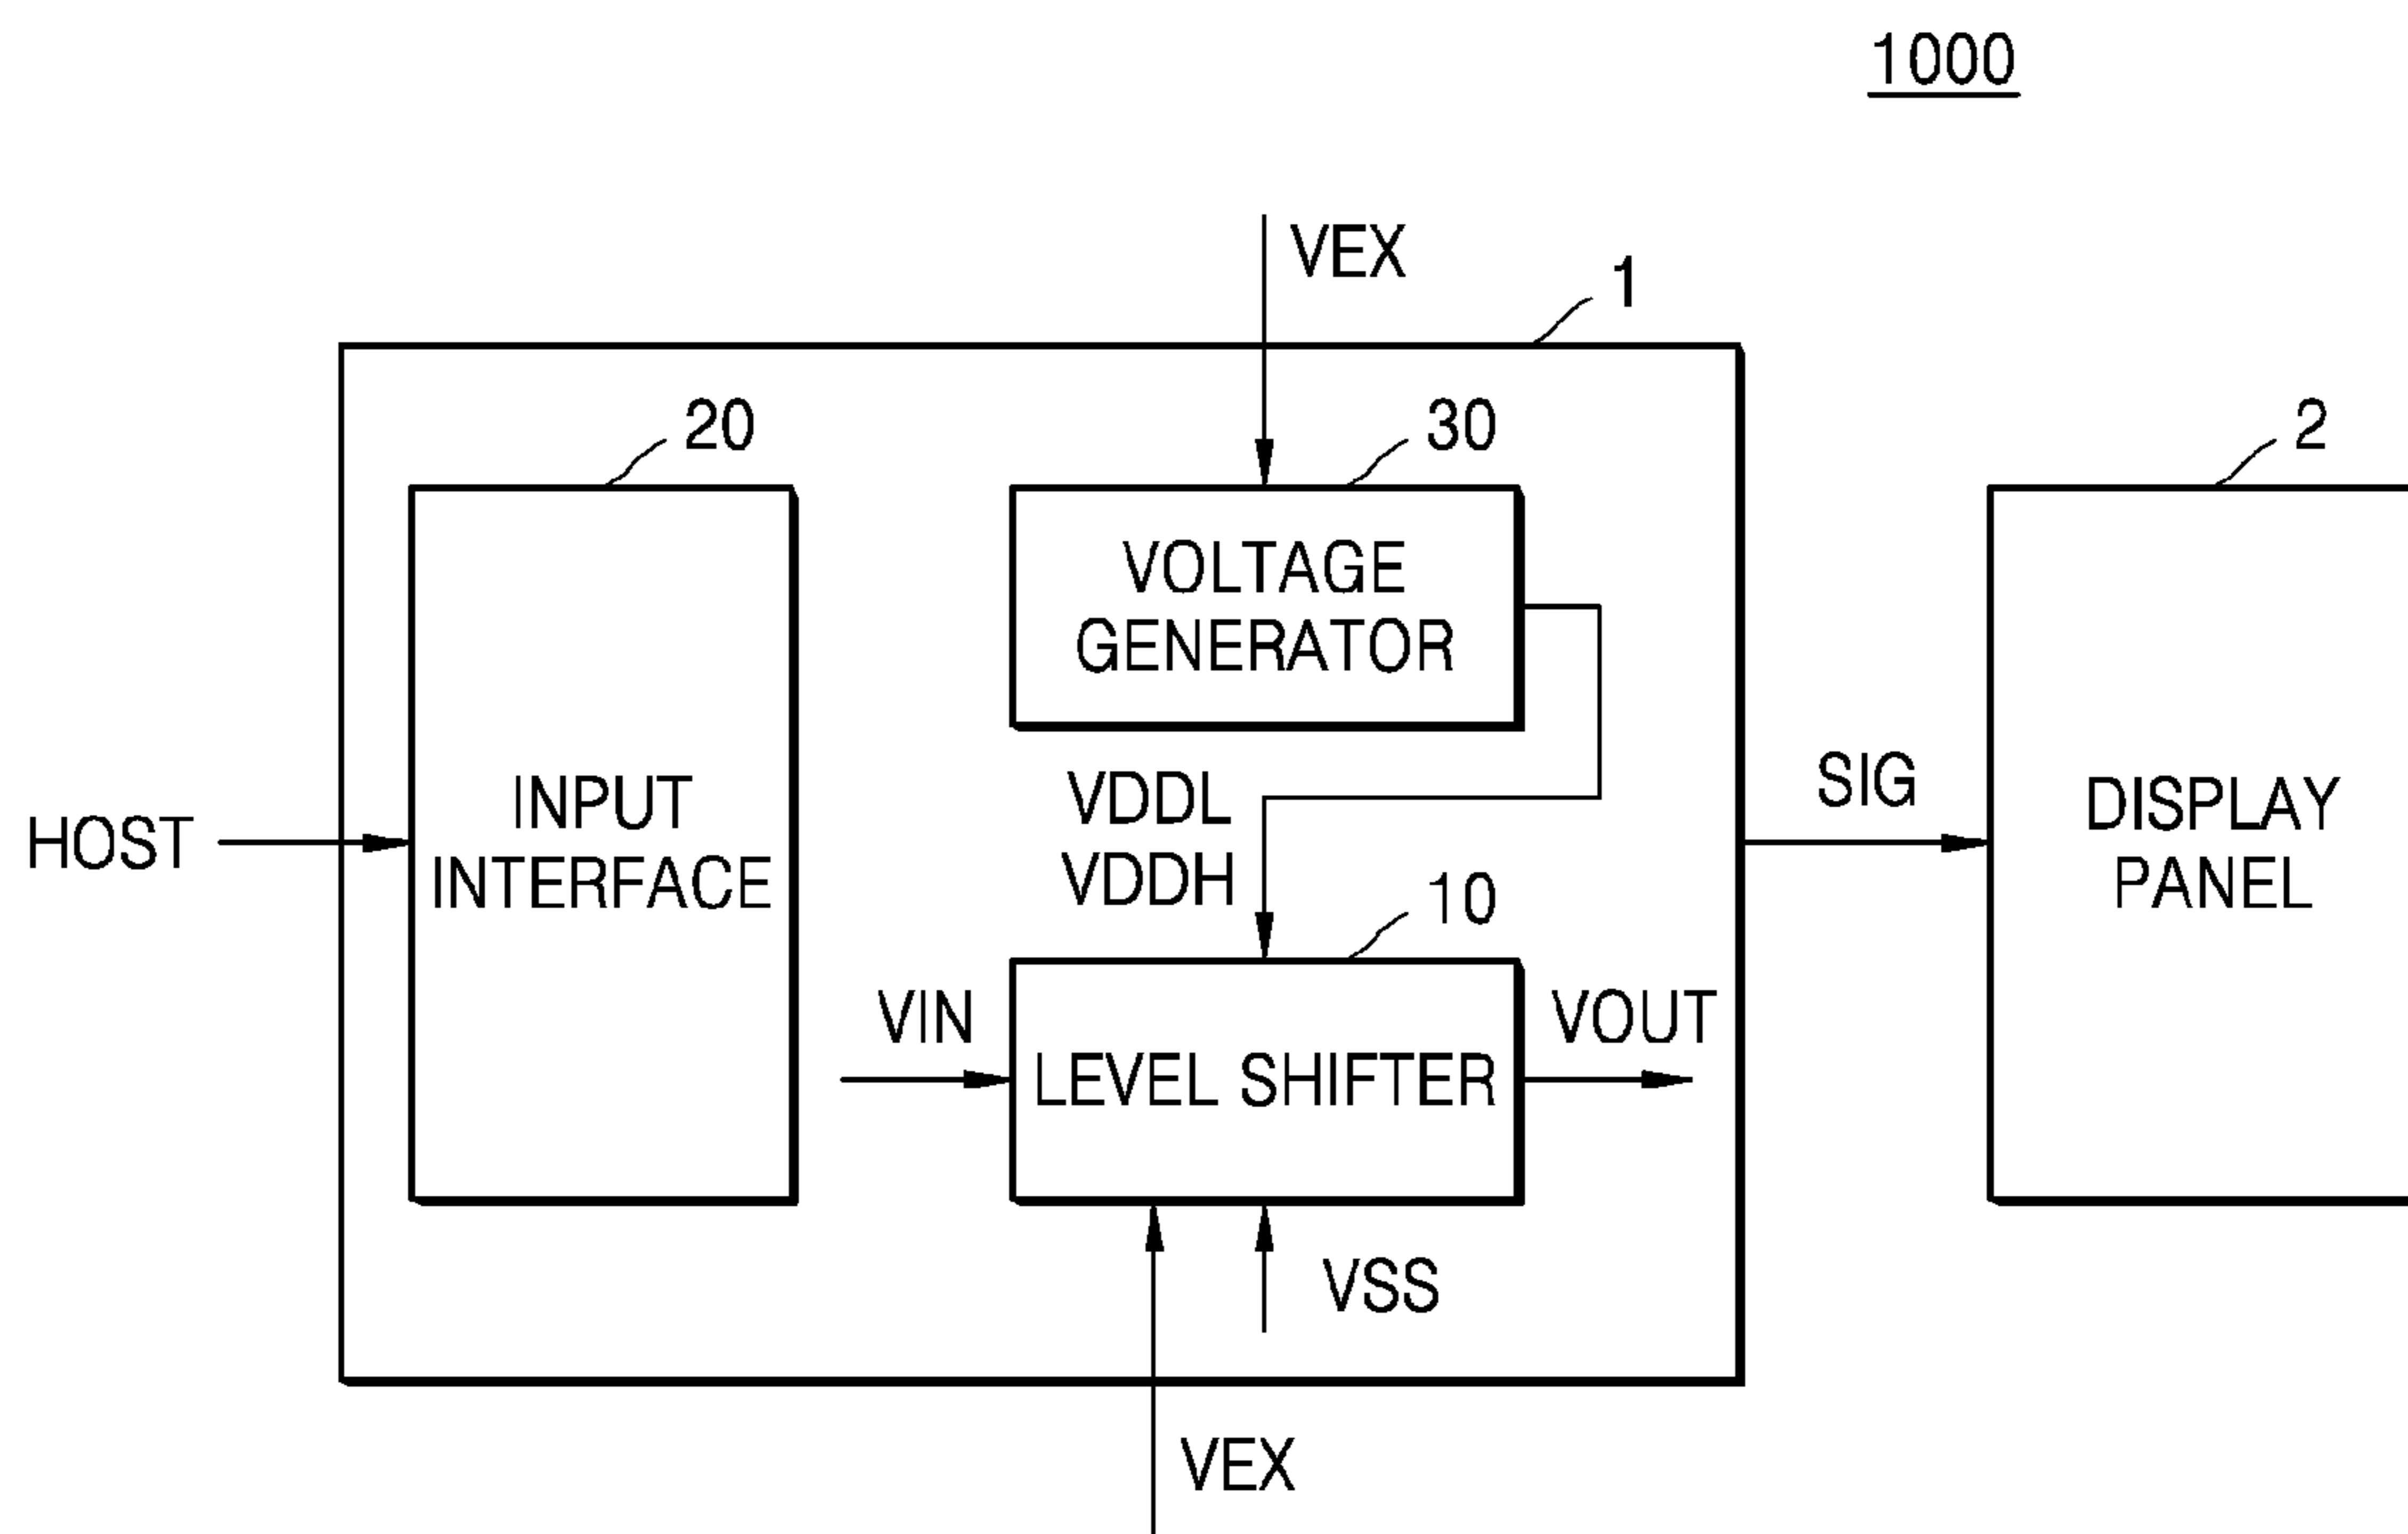 1000
VEX
1
20
30
2
VOLTAGE
GENERATOR
HOST
INPUT
INTERFACE
VDDL
VDDH
SIG
DISPLAY
PANEL
10
VIN
LEVEL SHIFTER
VOUT
VSS
VEX